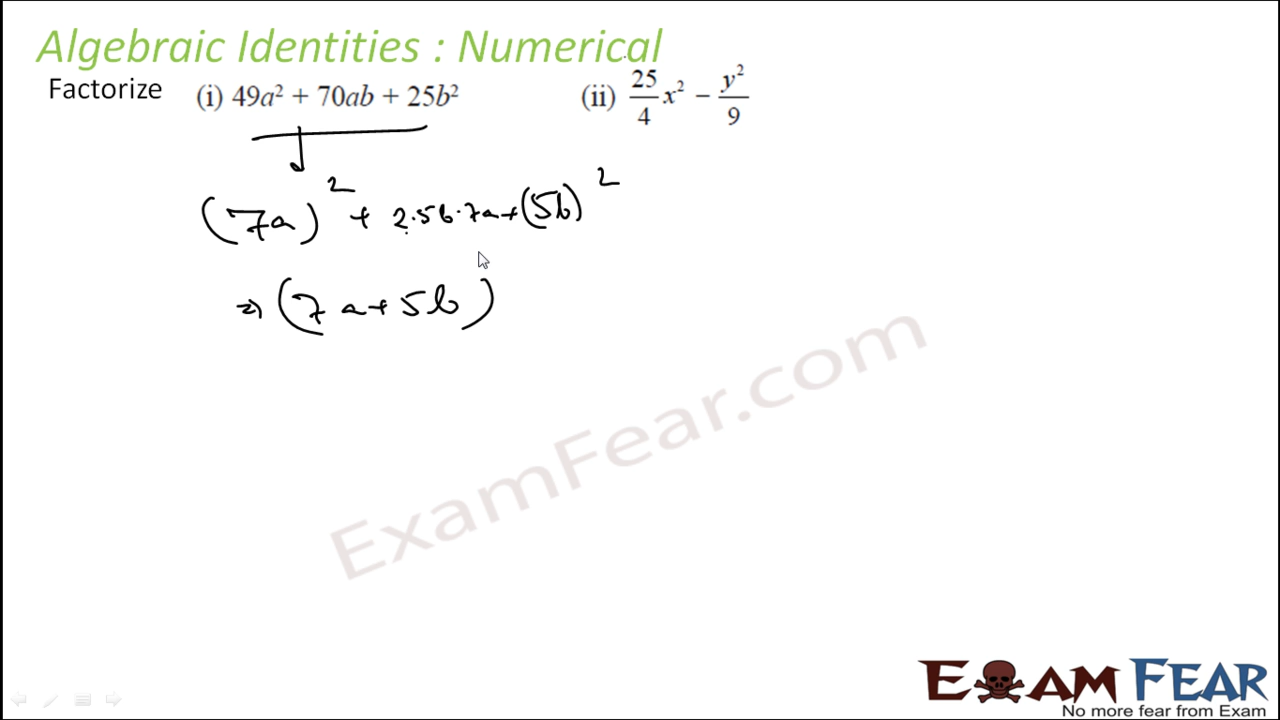 Algebraic Identities : Numerical
Factorize (i) 49a² + 70ab + 25b² (ii) 25/4 x² − y²/9
(7a)² + 2·5b·7a+(5b)²
⇒ (7a+5b)
ExamFear.com
EXAM FEAR
No more fear from Exam